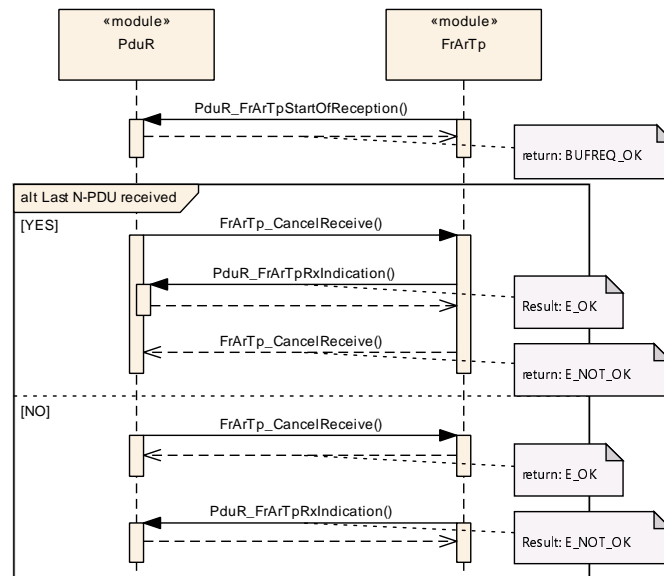 «module»
PduR
«module»
FrArTp
PduR_FrArTpStartOfReception()
return: BUFREQ_OK
alt Last N-PDU received
[YES]
FrArTp_CancelReceive()
PduR_FrArTpRxIndication()
Result: E_OK
FrArTp_CancelReceive()
return: E_NOT_OK
[NO]
FrArTp_CancelReceive()
return: E_OK
PduR_FrArTpRxIndication()
Result: E_NOT_OK